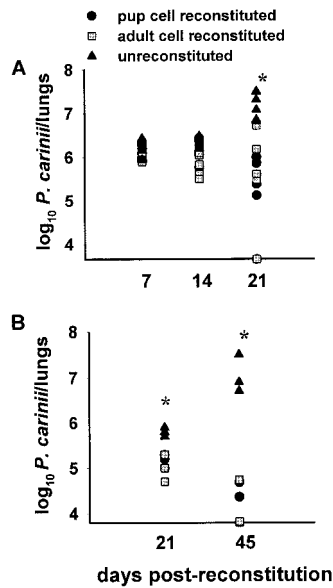 pup cell reconstituted
adult cell reconstituted
unreconstituted
A
log10 P. carinii/lungs
8
7
6
5
4
*
7 14 21
B
log10 P. carinii/lungs
8
7
6
5
4
*
*
21 45
days post-reconstitution